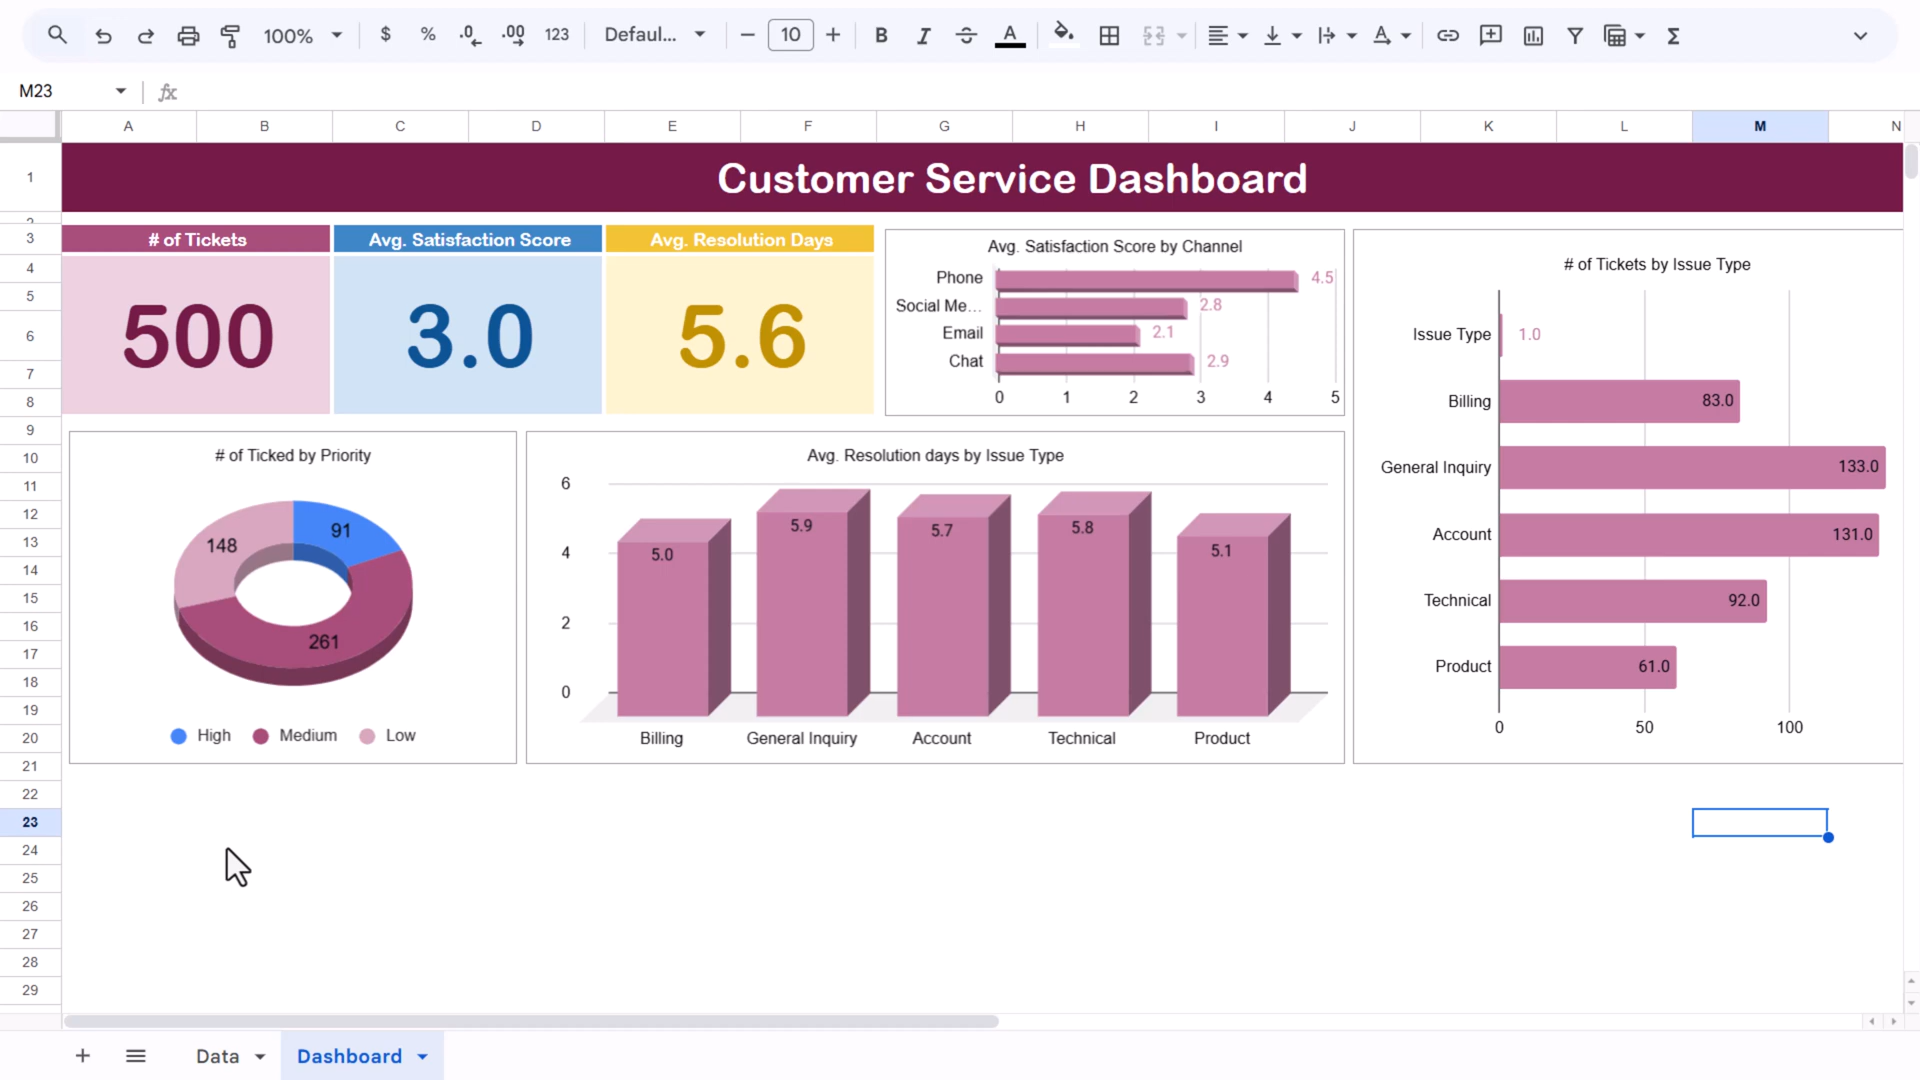 100%
$
%
.0
.00
123
Defaul...
10
B
I
A
A
Σ
M23
fx
A B C D E F G H I J K L M N
1
2
3
4
5
6
7
8
9
10
11
12
13
14
15
16
17
18
19
20
21
22
23
24
25
26
27
28
29
Customer Service Dashboard
# of Tickets
500
Avg. Satisfaction Score
3.0
Avg. Resolution Days
5.6
Avg. Satisfaction Score by Channel
Phone 4.5
Social Me... 2.8
Email 2.1
Chat 2.9
0 1 2 3 4 5
# of Tickets by Issue Type
Issue Type 1.0
Billing 83.0
General Inquiry 133.0
Account 131.0
Technical 92.0
Product 61.0
0 50 100
# of Ticked by Priority
91
148
261
High Medium Low
Avg. Resolution days by Issue Type
6
4
2
0
5.0 5.9 5.7 5.8 5.1
Billing General Inquiry Account Technical Product
Data
Dashboard